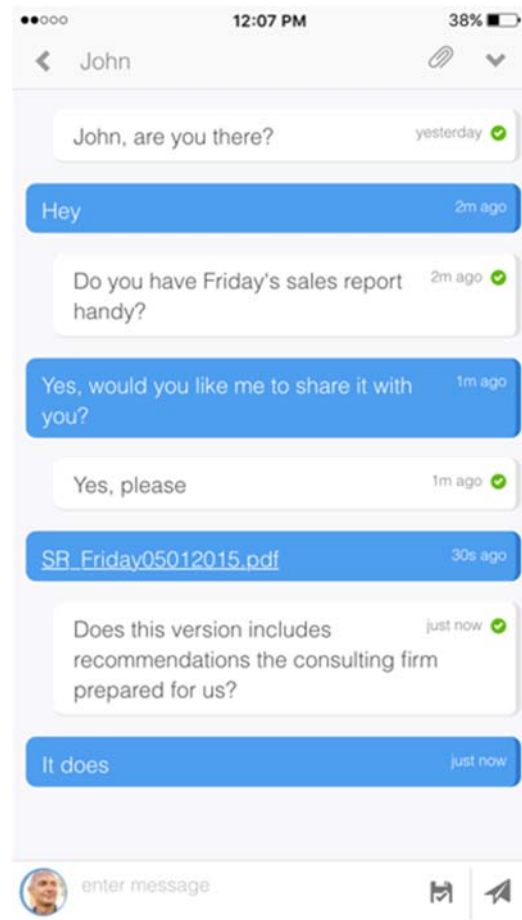 12:07 PM
38%
John
John, are you there?
yesterday
Hey
2m ago
Do you have Friday's sales report
2m ago
handy?
Yes, would you like me to share it with
1m ago
you?
Yes, please
1m ago
SR_Friday05012015.pdf
30s ago
Does this version includes
just now
recommendations the consulting firm
prepared for us?
It does
just now
enter message